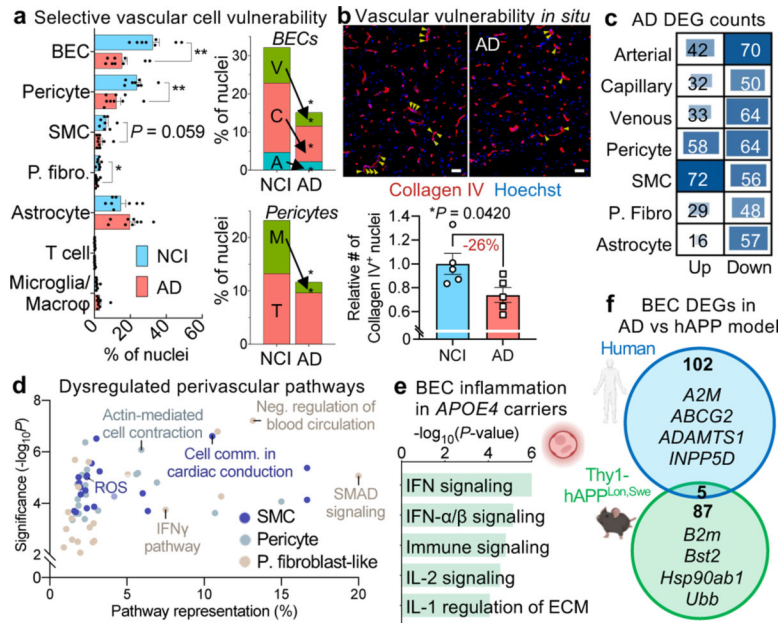 a Selective vascular cell vulnerability
BEC
Pericyte
SMC
P. fibro.
Astrocyte
T cell
Microglia/
Macroφ
**
**
P = 0.059
*
NCI
AD
0 20 40 60
% of nuclei
BECs
% of nuclei
30
20
10
0
V
C
A
*
*
*
NCI AD
Pericytes
% of nuclei
20
10
0
M
T
*
*
NCI AD
b Vascular vulnerability in situ
AD
Collagen IV Hoechst
Relative # of
Collagen IV+ nuclei
1.4
1.2
1.0
0.8
0.6
0
*P = 0.0420
-26%
NCI AD
c AD DEG counts
Arterial 42 70
Capillary 32 50
Venous 33 64
Pericyte 58 64
SMC 72 56
P. Fibro 29 48
Astrocyte 16 57
Up Down
d Dysregulated perivascular pathways
Significance (-log10P)
8
6
4
2
0
Actin-mediated
cell contraction
Neg. regulation of
blood circulation
Cell comm. in
cardiac conduction
ROS
IFNγ
pathway
SMAD
signaling
SMC
Pericyte
P. fibroblast-like
0 5 10 15 20
Pathway representation (%)
e BEC inflammation
in APOE4 carriers
-log10(P-value)
0 2 4 6
IFN signaling
IFN-α/β signaling
Immune signaling
IL-2 signaling
IL-1 regulation of ECM
f BEC DEGs in
AD vs hAPP model
Human
102
A2M
ABCG2
ADAMTS1
INPP5D
Thy1-
hAPPLon,Swe
5
87
B2m
Bst2
Hsp90ab1
Ubb